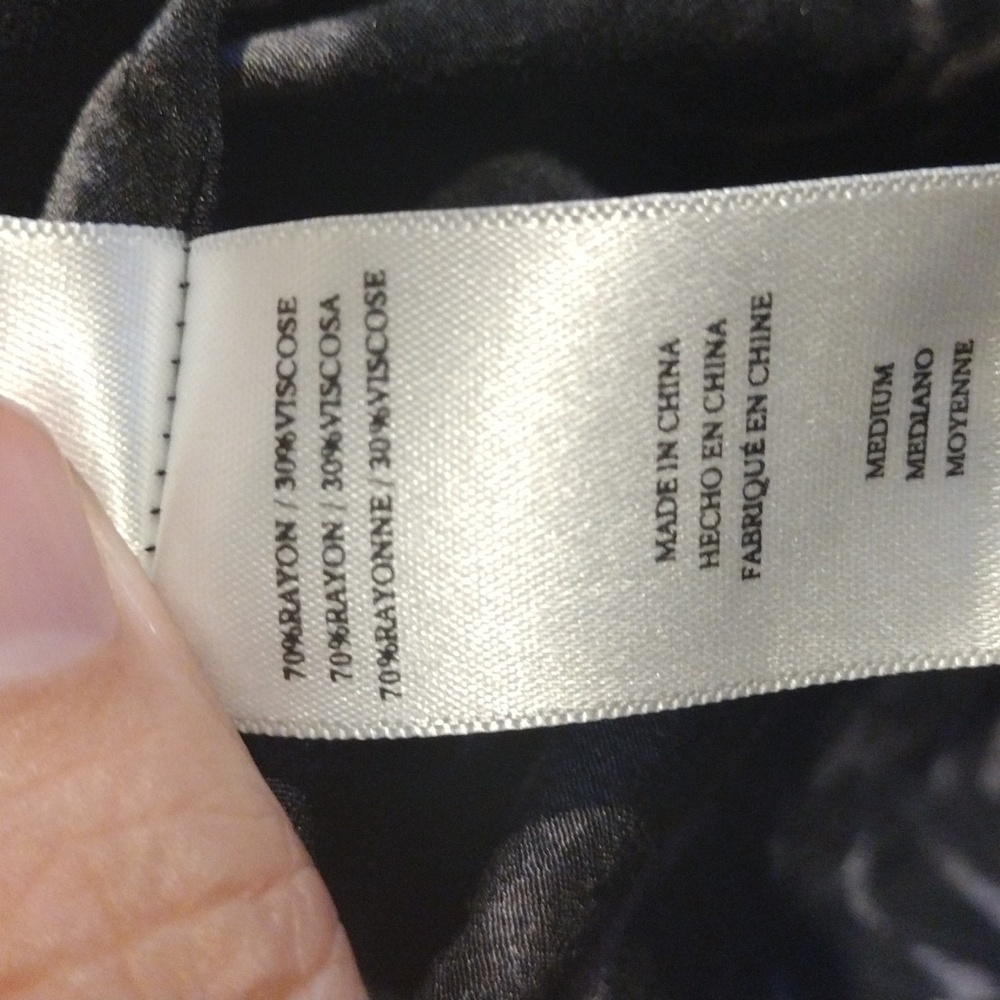 70%RAYON / 30%VISCOSE
70%RAYON / 30%VISCOSA
70%RAYONNE / 30%VISCOSE
MADE IN CHINA
HECHO EN CHINA
FABRIQUÉ EN CHINE
MEDIUM
MEDIANO
MOYENNE